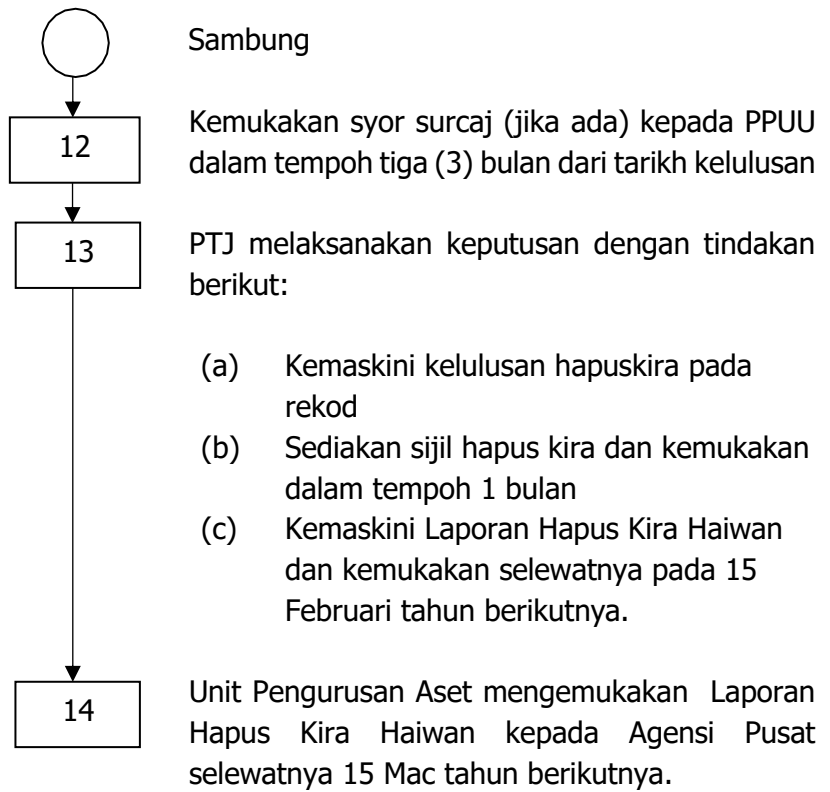 Sambung
12
Kemukakan syor surcaj (jika ada) kepada PPUU
dalam tempoh tiga (3) bulan dari tarikh kelulusan
13
PTJ melaksanakan keputusan dengan tindakan
berikut:
(a) Kemaskini kelulusan hapuskira pada
rekod
(b) Sediakan sijil hapus kira dan kemukakan
dalam tempoh 1 bulan
(c) Kemaskini Laporan Hapus Kira Haiwan
dan kemukakan selewatnya pada 15
Februari tahun berikutnya.
14
Unit Pengurusan Aset mengemukakan Laporan
Hapus Kira Haiwan kepada Agensi Pusat
selewatnya 15 Mac tahun berikutnya.